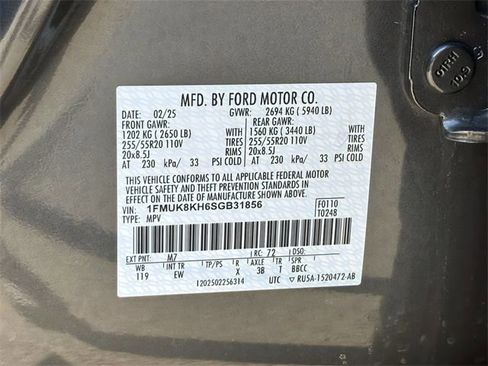 MFD. BY FORD MOTOR CO.
DATE: 02/25 GVWR: 2694 KG ( 5940 LB)
FRONT GAWR: REAR GAWR:
1202 KG ( 2650 LB) WITH 1560 KG ( 3440 LB) WITH
255/55R20 110V TIRES 255/55R20 110V TIRES
20x8.5J RIMS 20x8.5J RIMS
AT 230 kPa/ 33 PSI COLD AT 230 kPa/ 33 PSI COLD
THIS VEHICLE CONFORMS TO ALL APPLICABLE FEDERAL MOTOR
VEHICLE SAFETY AND THEFT PREVENTION STANDARDS IN EFFECT
ON THE DATE OF MANUFACTURE SHOWN ABOVE.
VIN: 1FMUK8KH6SGB31856 F0110
TYPE: MPV T0248
EXT PNT: M7 RC: 72 DSO:
WB BRK INT TR TP/PS R AXLE TR SPR
119 EW X 3B T BBCC
1202502256314 UTC ▽ RU5A-1520472-AB